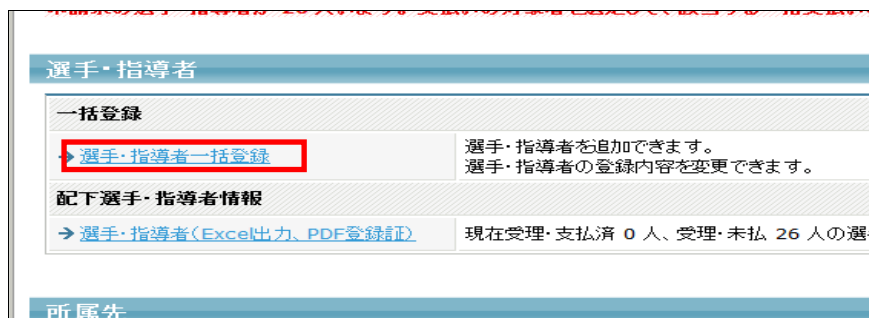 選手・指導者
一括登録
→ 選手・指導者一括登録
選手・指導者を追加できます。
選手・指導者の登録内容を変更できます。
配下選手・指導者情報
→ 選手・指導者(Excel出力、PDF登録証)
現在受理・支払済 0 人、受理・未払 26 人の選
所属先